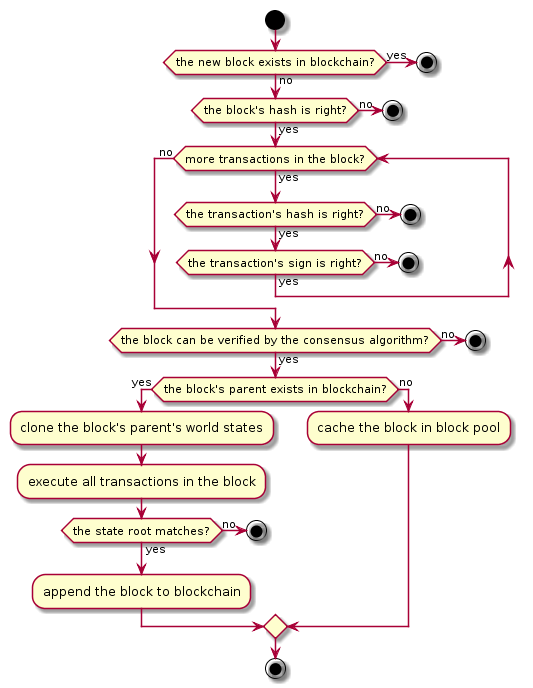 the new block exists in blockchain?
yes
no
the block's hash is right?
no
yes
no
more transactions in the block?
yes
the transaction's hash is right?
no
yes
the transaction's sign is right?
no
yes
the block can be verified by the consensus algorithm?
no
yes
yes
the block's parent exists in blockchain?
no
clone the block's parent's world states
cache the block in block pool
execute all transactions in the block
the state root matches?
no
yes
append the block to blockchain